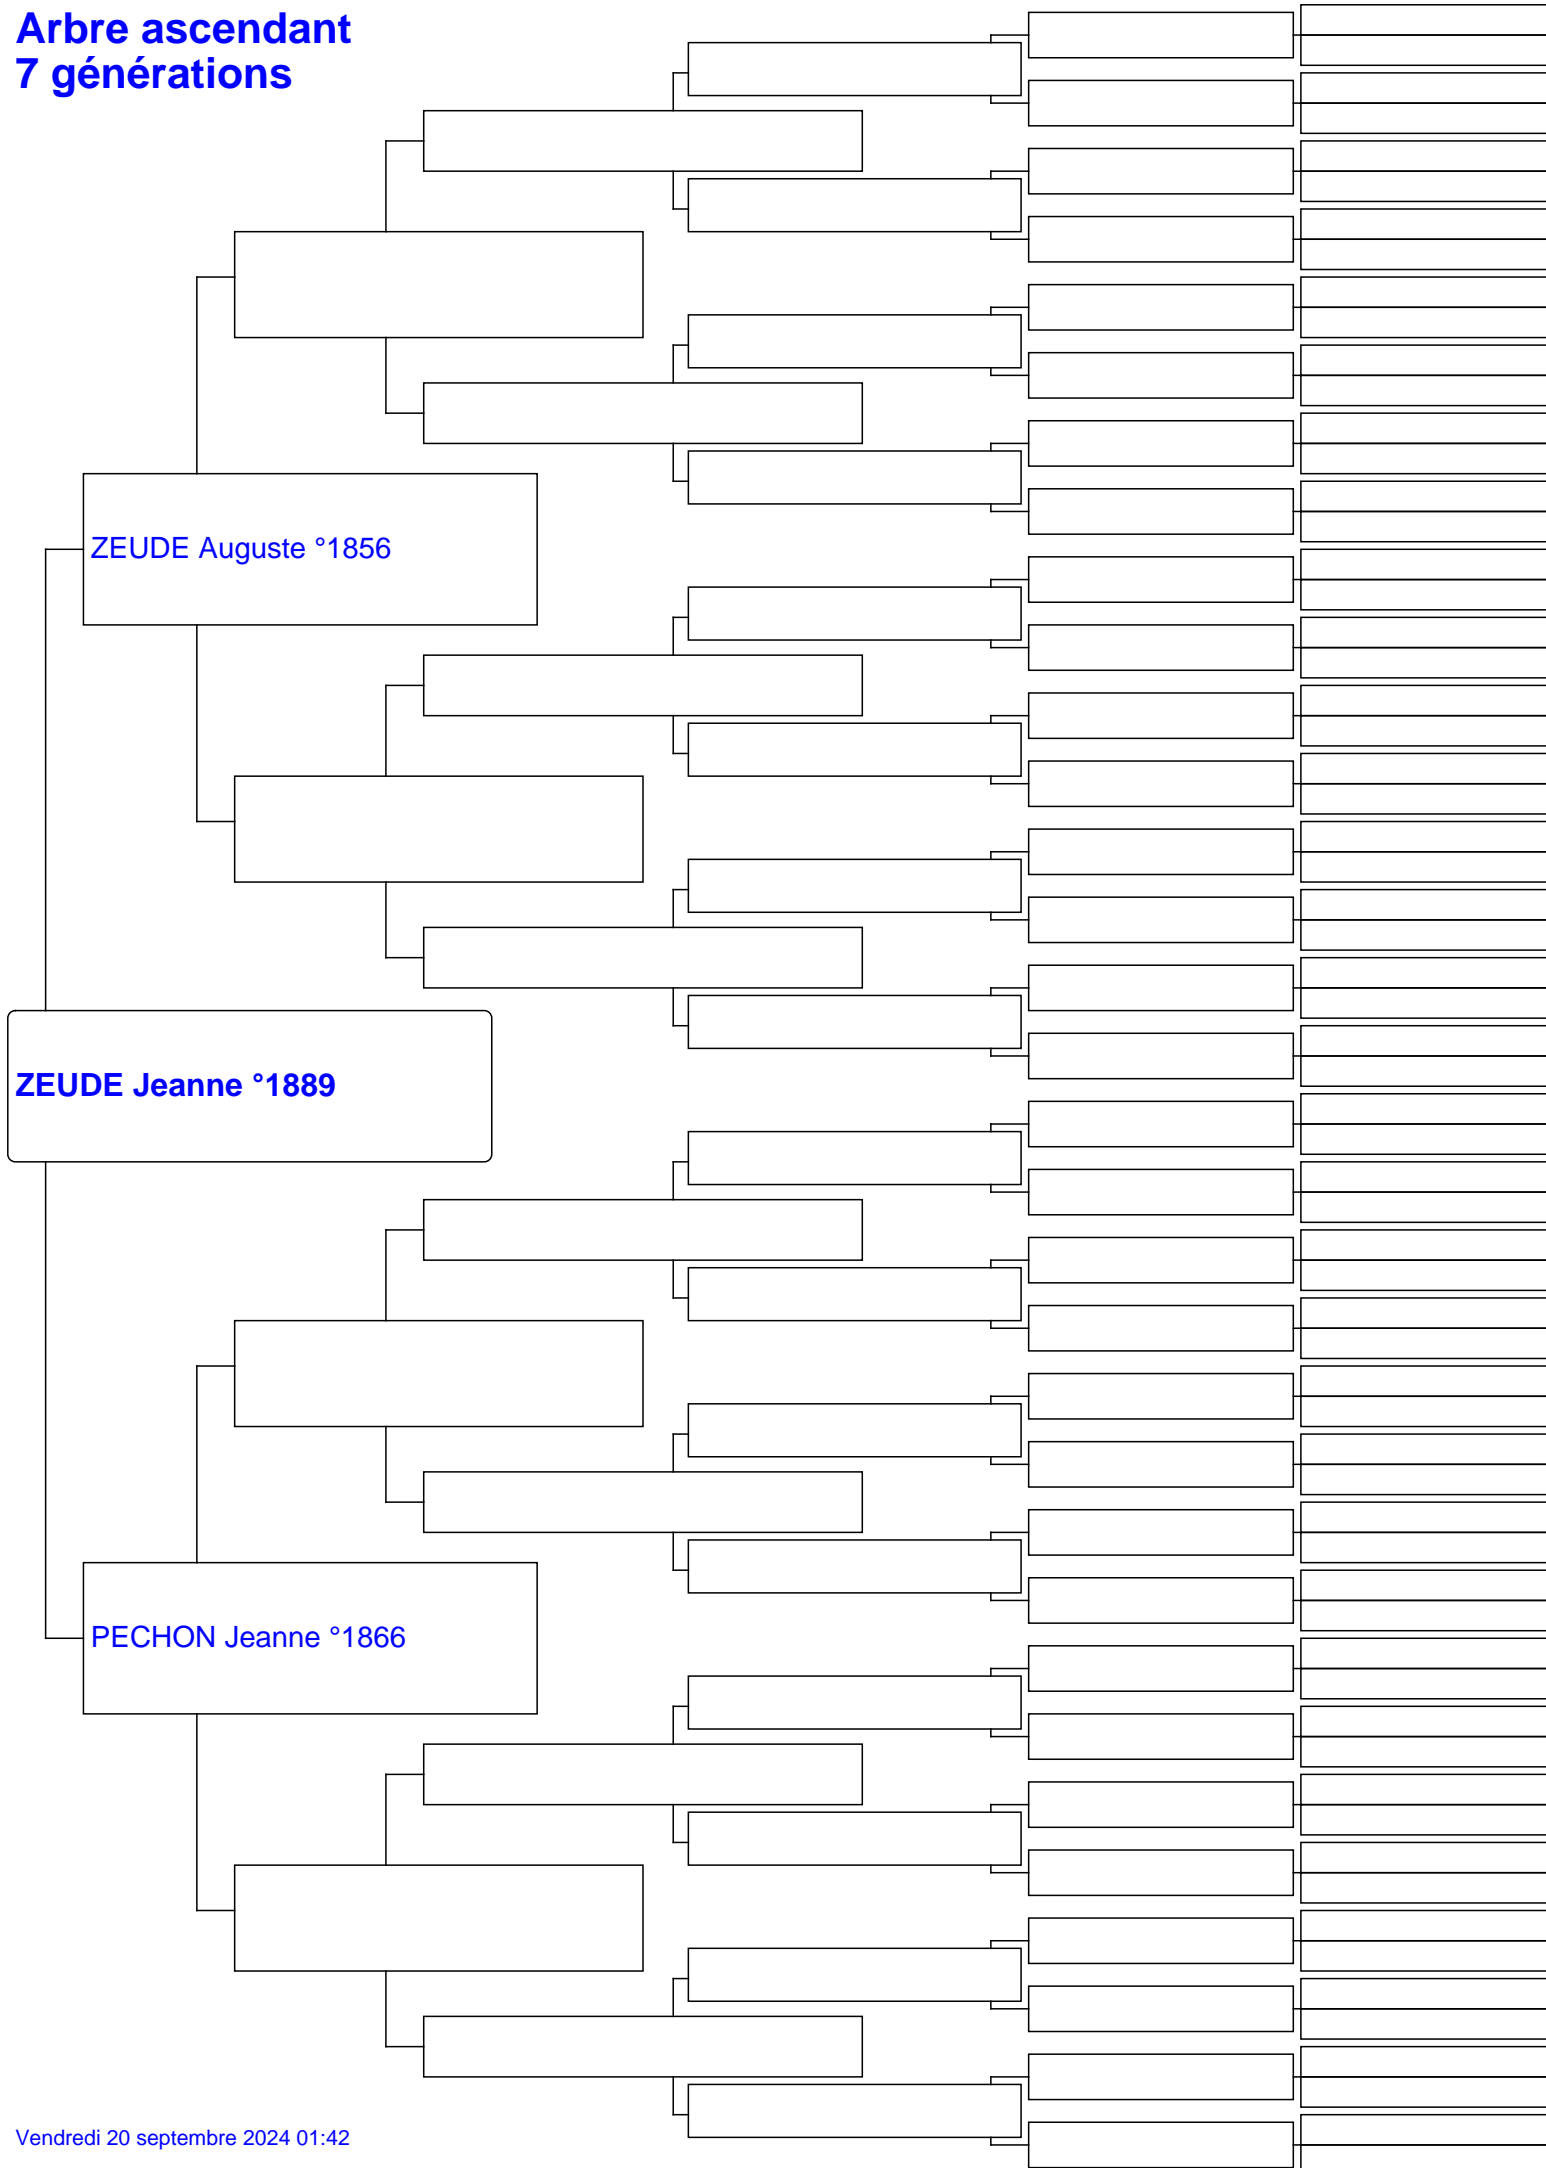 Arbre ascendant
7 générations
ZEUDE Auguste °1856
ZEUDE Jeanne °1889
PECHON Jeanne °1866
Vendredi 20 septembre 2024 01:42